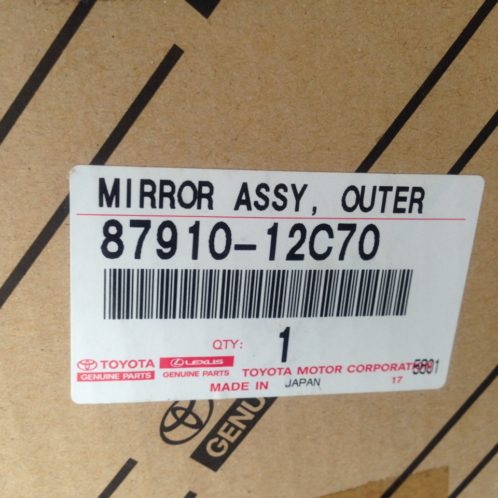 MIRROR ASSY, OUTER
87910-12C70
QTY: 1
TOYOTA LEXUS
GENUINE PARTS GENUINE PARTS TOYOTA MOTOR CORPORATION
MADE IN JAPAN 17
GENU